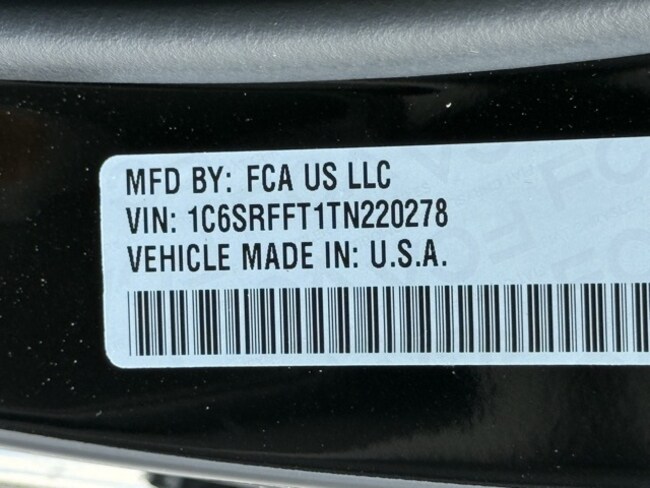 MFD BY: FCA US LLC
VIN: 1C6SRFFT1TN220278
VEHICLE MADE IN: U.S.A.